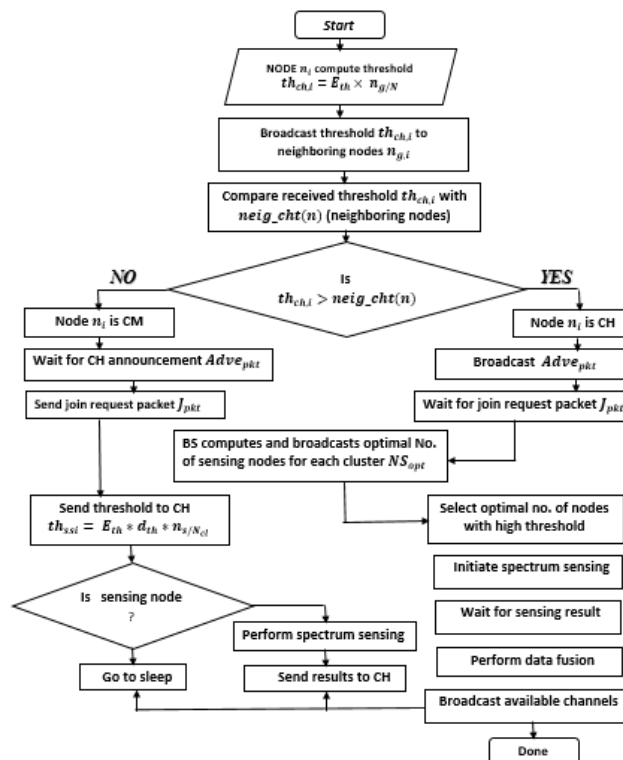 Start
NODE nᵢ compute threshold
th_ch,i = E_th × n_g/N
Broadcast threshold th_ch,i to
neighboring nodes n_g,i
Compare received threshold th_ch,i with
neig_cht(n) (neighboring nodes)
NO
YES
Is
th_ch,i > neig_cht(n)
Node nᵢ is CM
Node nᵢ is CH
Wait for CH announcement Adve_pkt
Broadcast Adve_pkt
Send join request packet J_pkt
Wait for join request packet J_pkt
BS computes and broadcasts optimal No.
of sensing nodes for each cluster NS_opt
Send threshold to CH
th_ssi = E_th * d_th * n_s/N_cl
Select optimal no. of nodes
with high threshold
Initiate spectrum sensing
Is sensing node
?
Wait for sensing result
Perform spectrum sensing
Perform data fusion
Go to sleep
Send results to CH
Broadcast available channels
Done